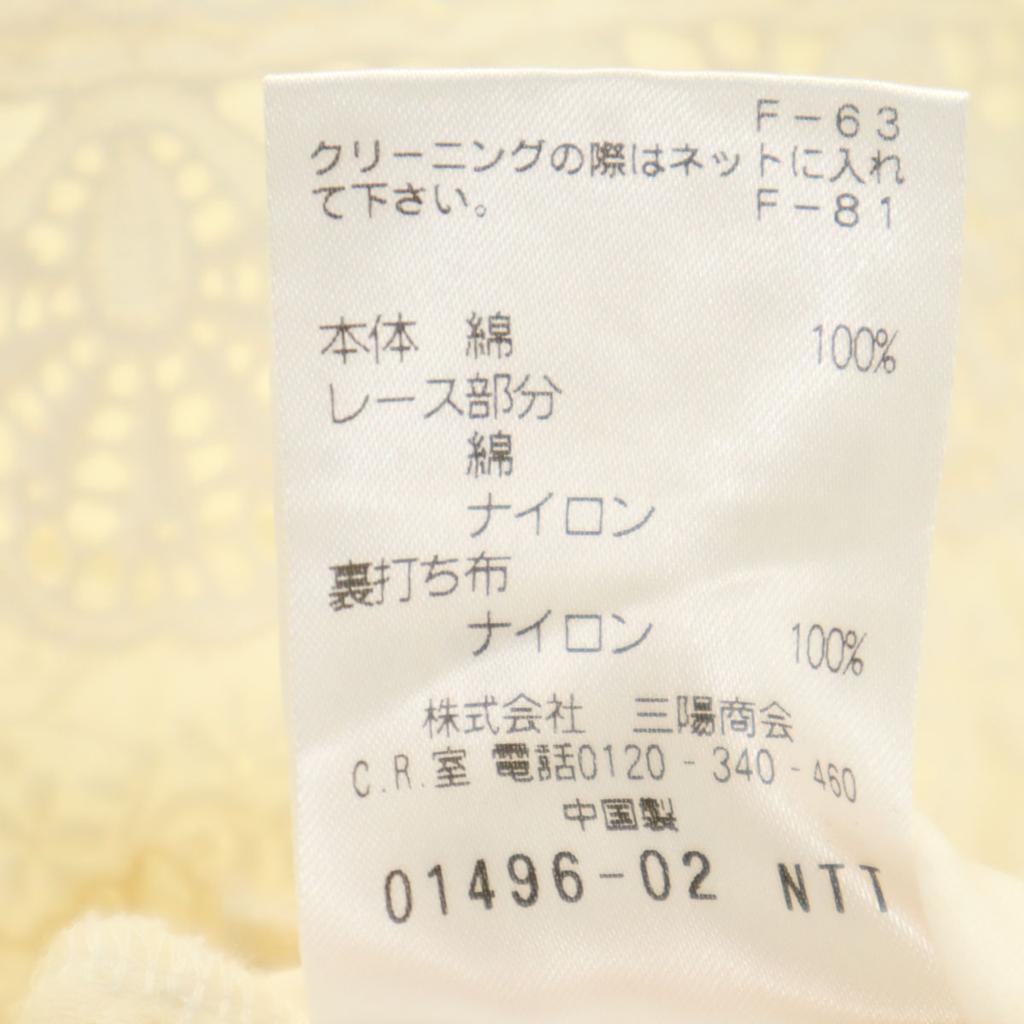 F-63
クリーニングの際はネットに入れ
て下さい。
F-81
本体 綿 100%
レース部分
綿
ナイロン
裏打ち布
ナイロン 100%
株式会社 三陽商会
C.R.室 電話0120-340-460
中国製
01496-02 NTT